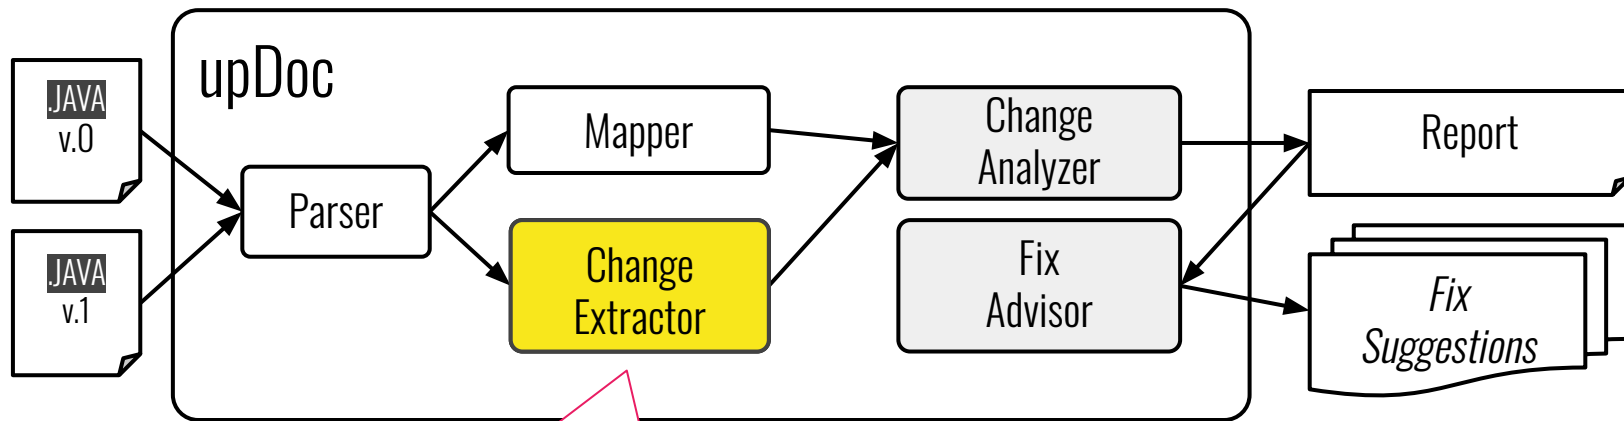 upDoc
.JAVA
v.0
.JAVA
v.1
Parser
Mapper
Change
Extractor
Change
Analyzer
Fix
Advisor
Report
Fix
Suggestions